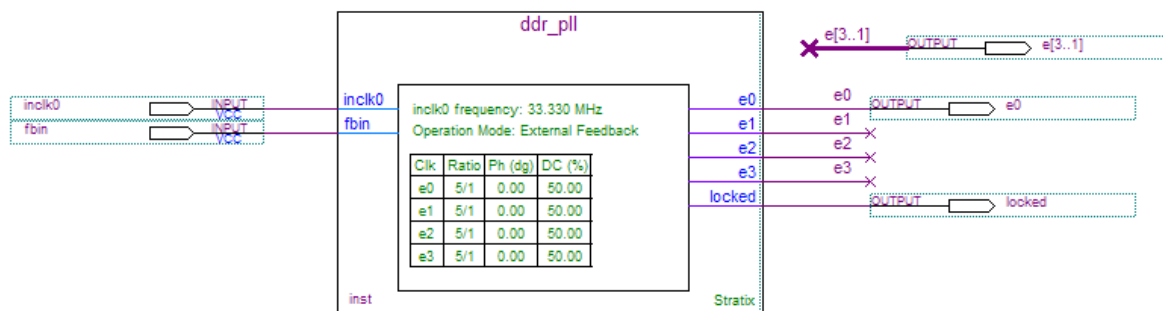 ddr_pll
e[3..1]
OUTPUT
e[3..1]
inclk0
INPUT
VCC
inclk0
inclk0 frequency: 33.330 MHz
e0
e0
OUTPUT
e0
fbin
INPUT
VCC
fbin
Operation Mode: External Feedback
e1
e1
e2
e2
Clk Ratio Ph (dg) DC (%)
e0 5/1 0.00 50.00
e1 5/1 0.00 50.00
e2 5/1 0.00 50.00
e3 5/1 0.00 50.00
e3
e3
locked
OUTPUT
locked
inst
Stratix